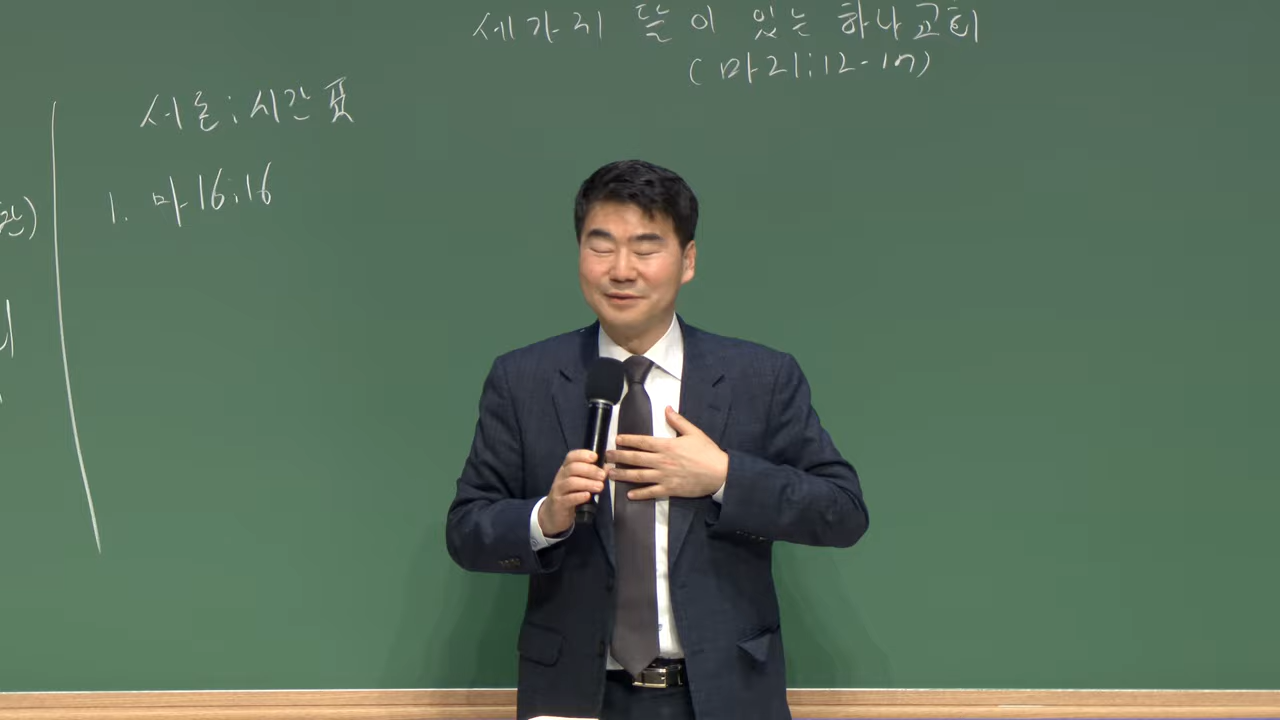 세가지 뜰이 있는 하나교회
(마21:12-17)
서론: 시간표
1. 마16:16